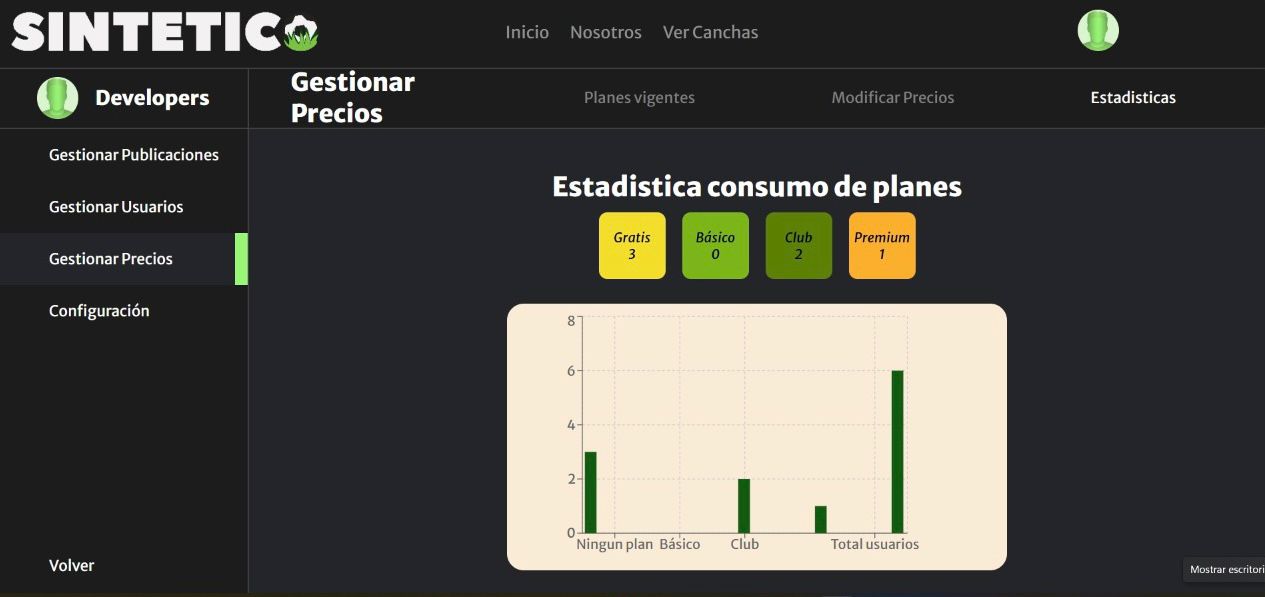 SINTETICO
Inicio Nosotros Ver Canchas
Developers
Gestionar
Precios
Planes vigentes Modificar Precios Estadisticas
Gestionar Publicaciones
Gestionar Usuarios
Gestionar Precios
Configuración
Volver
Estadistica consumo de planes
Gratis Básico Club Premium
3 0 2 1
8
6
4
2
0
Ningun plan Básico Club Total usuarios
Mostrar escritori